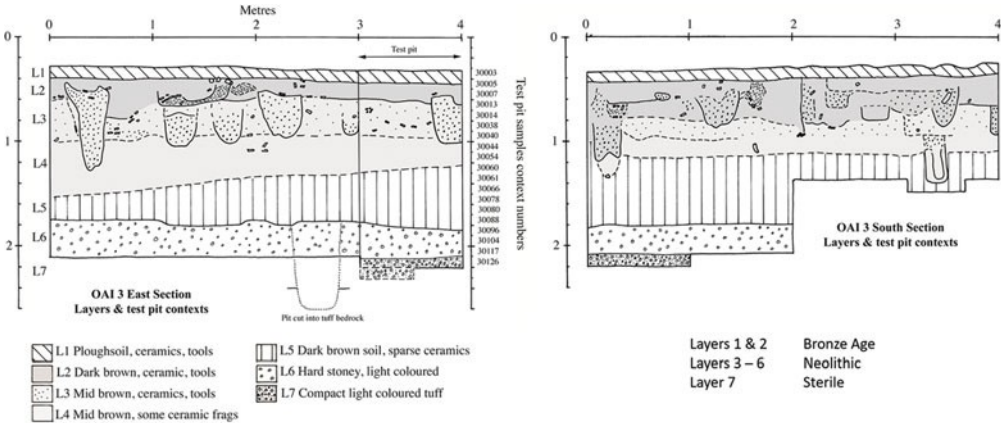 Metres
0 1 2 3 4
Test pit
0
1
2
L1
L2
L3
L4
L5
L6
L7
30003
30005
30007
30013
30014
30038
30040
30044
30054
30060
30061
30066
30078
30080
30088
30096
30104
30117
30126
Test pit samples context numbers
OAI 3 East Section
Layers & test pit contexts
Pit cut into tuff bedrock
0 1 2 3 4
0
1
2
OAI 3 South Section
Layers & test pit contexts
L1 Ploughsoil, ceramics, tools
L2 Dark brown, ceramic, tools
L3 Mid brown, ceramics, tools
L4 Mid brown, some ceramic frags
L5 Dark brown soil, sparse ceramics
L6 Hard stoney, light coloured
L7 Compact light coloured tuff
Layers 1 & 2 Bronze Age
Layers 3 – 6 Neolithic
Layer 7 Sterile